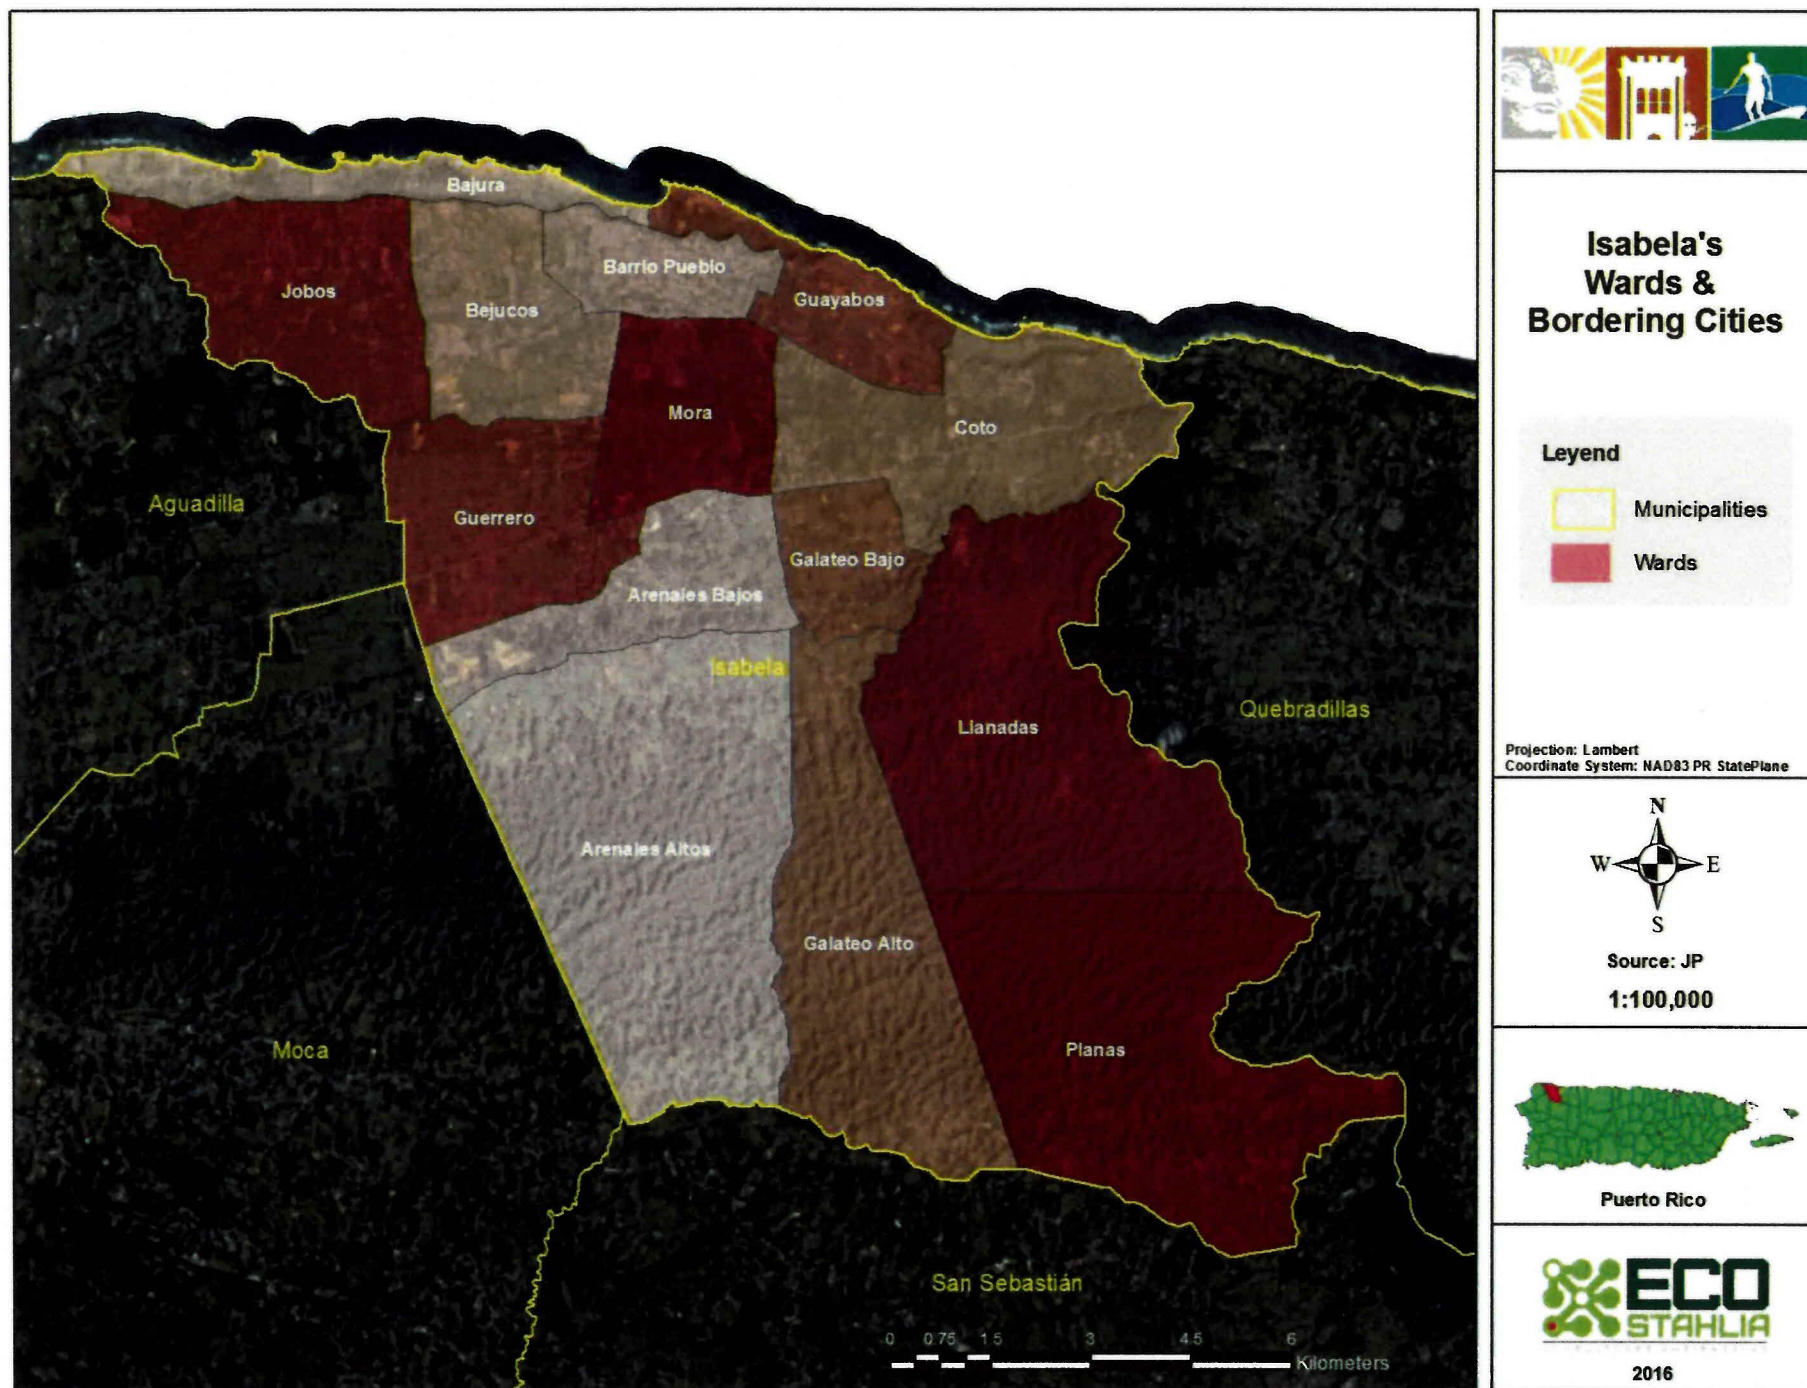 Bajura
Barrio Pueblo
Jobos
Bejucos
Guayabos
Mora
Coto
Aguadilla
Guerrero
Galateo Bajo
Arenales Bajos
Isabela
Llanadas
Quebradillas
Arenales Altos
Galateo Alto
Moca
Planas
San Sebastián
0 0.75 1.5 3 4.5 6
Kilometers
Isabela's
Wards &
Bordering Cities
Leyend
Municipalities
Wards
Projection: Lambert
Coordinate System: NAD83 PR StatePlane
N
W E
S
Source: JP
1:100,000
Puerto Rico
ECO
STAHLIA
2016